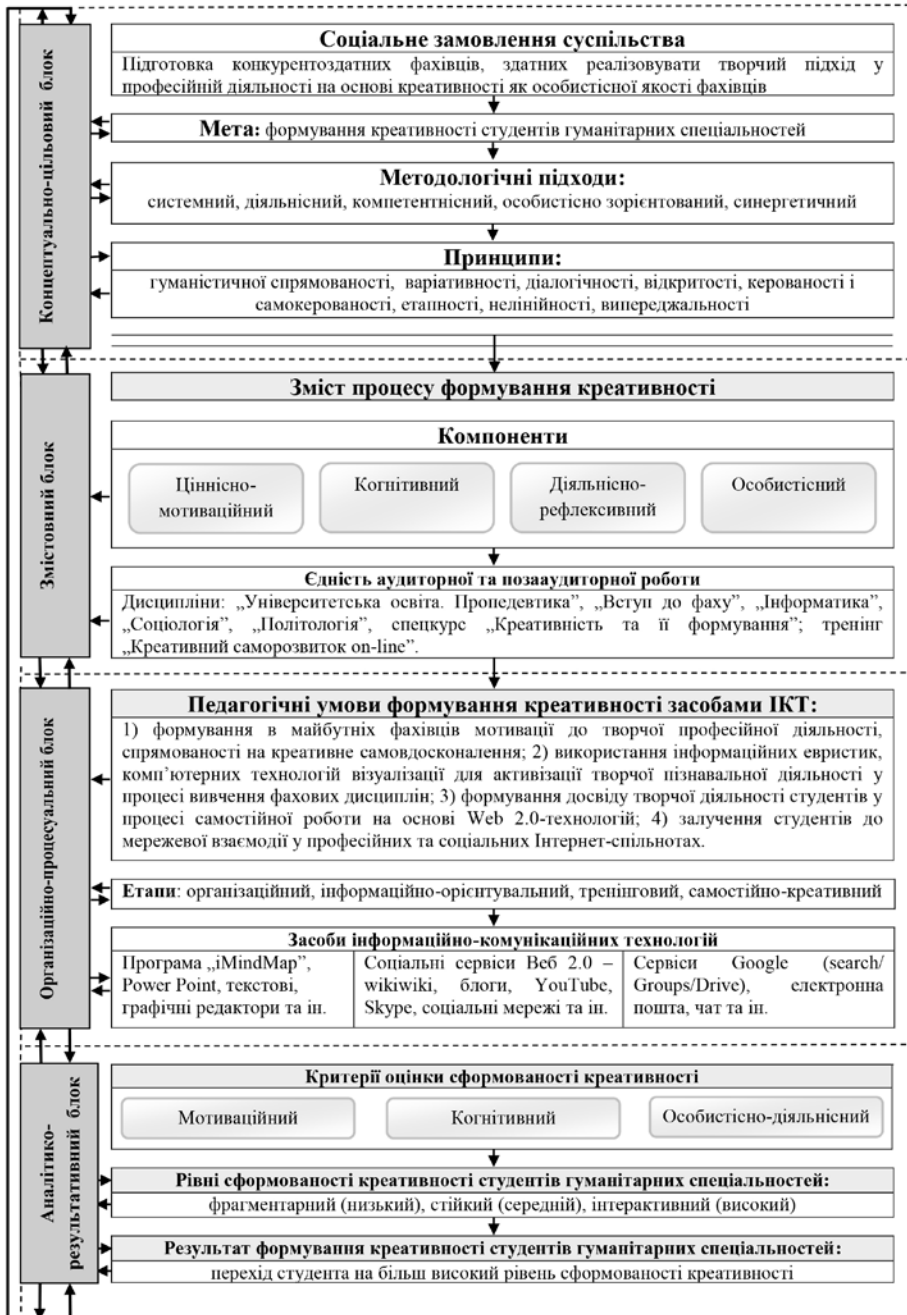 Концептуально-цільовий блок
Соціальне замовлення суспільства
Підготовка конкурентоздатних фахівців, здатних реалізовувати творчий підхід у
професійній діяльності на основі креативності як особистісної якості фахівців
Мета: формування креативності студентів гуманітарних спеціальностей
Методологічні підходи:
системний, діяльнісний, компетентнісний, особистісно зорієнтований, синергетичний
Принципи:
гуманістичної спрямованості, варіативності, діалогічності, відкритості, керованості і
самокерованості, етапності, нелінійності, випереджальності
Змістовний блок
Зміст процесу формування креативності
Компоненти
Ціннісно-
мотиваційний
Когнітивний
Діяльнісно-
рефлексивний
Особистісний
Єдність аудиторної та позааудиторної роботи
Дисципліни: „Університетська освіта. Пропедевтика”, „Вступ до фаху”, „Інформатика”,
„Соціологія”, „Політологія”, спецкурс „Креативність та її формування”; тренінг
„Креативний саморозвиток on-line”.
Організаційно-процесуальний блок
Педагогічні умови формування креативності засобами ІКТ:
1) формування в майбутніх фахівців мотивації до творчої професійної діяльності,
спрямованості на креативне самовдосконалення; 2) використання інформаційних евристик,
комп’ютерних технологій візуалізації для активізації творчої пізнавальної діяльності у
процесі вивчення фахових дисциплін; 3) формування досвіду творчої діяльності студентів у
процесі самостійної роботи на основі Web 2.0-технологій; 4) залучення студентів до
мережевої взаємодії у професійних та соціальних Інтернет-спільнотах.
Етапи: організаційний, інформаційно-орієнтувальний, тренінговий, самостійно-креативний
Засоби інформаційно-комунікаційних технологій
Програма „iMindMap”,
Power Point, текстові,
графічні редактори та ін.
Соціальні сервіси Веб 2.0 –
wikiwiki, блоги, YouTube,
Skype, соціальні мережі та ін.
Сервіси Google (search/
Groups/Drive), електронна
пошта, чат та ін.
Аналітико-
результативний блок
Критерії оцінки сформованості креативності
Мотиваційний
Когнітивний
Особистісно-діяльнісний
Рівні сформованості креативності студентів гуманітарних спеціальностей:
фрагментарний (низький), стійкий (середній), інтерактивний (високий)
Результат формування креативності студентів гуманітарних спеціальностей:
перехід студента на більш високий рівень сформованості креативності